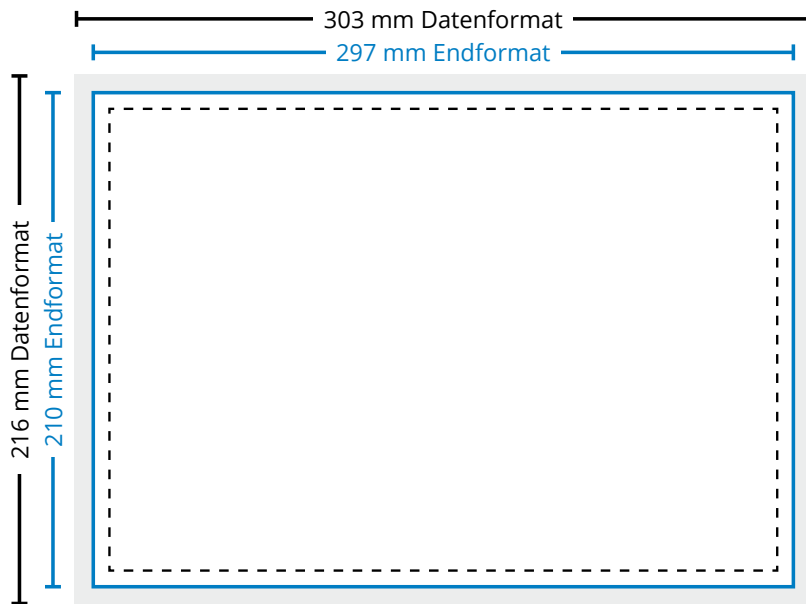 303 mm Datenformat
297 mm Endformat
216 mm Datenformat
210 mm Endformat